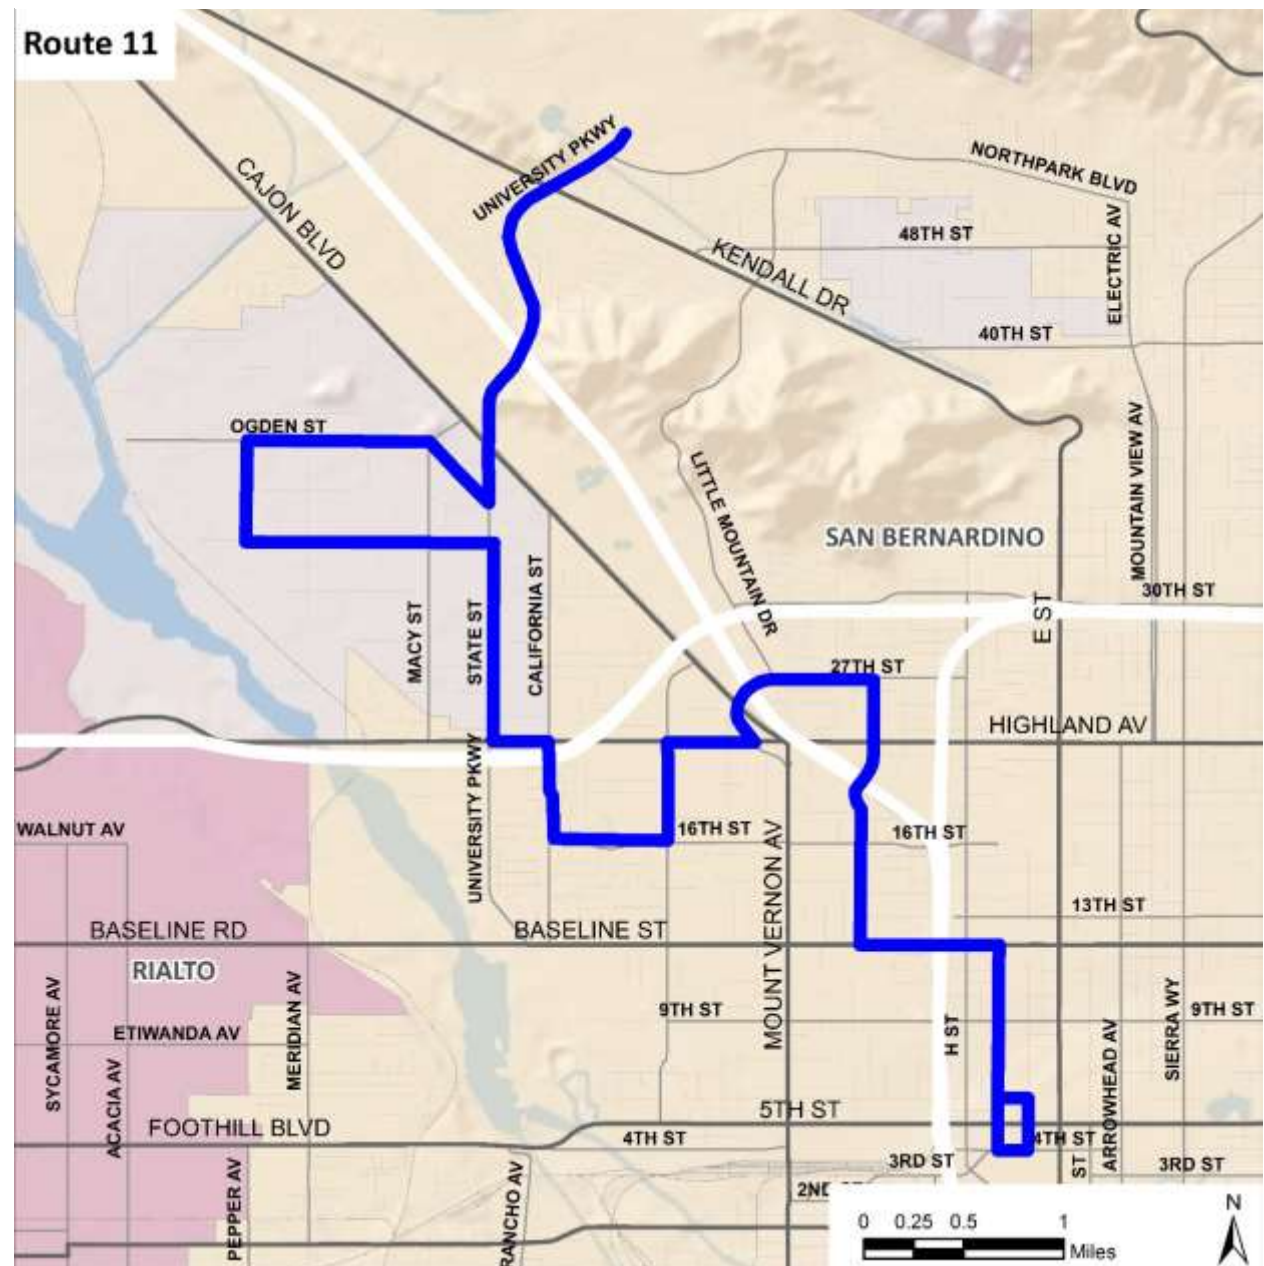 Route 11
UNIVERSITY PKWY
CAJON BLVD
NORTHPARK BLVD
48TH ST
KENDALL DR
ELECTRIC AV
40TH ST
OGDEN ST
MOUNTAIN VIEW AV
LITTLE MOUNTAIN DR
SAN BERNARDINO
30TH ST
E ST
MACY ST
STATE ST
CALIFORNIA ST
27TH ST
HIGHLAND AV
UNIVERSITY PKWY
WALNUT AV
16TH ST
MOUNT VERNON AV
16TH ST
13TH ST
BASELINE RD
BASELINE ST
RIALTO
SYCAMORE AV
MERIDIAN AV
9TH ST
SIERRA WY
9TH ST
ETIWANDA AV
H ST
ACACIA AV
ARROWHEAD AV
5TH ST
FOOTHILL BLVD
4TH ST
4TH ST
3RD ST
ST
3RD ST
PEPPER AV
RANCHO AV
N
0 0.25 0.5 1
Miles